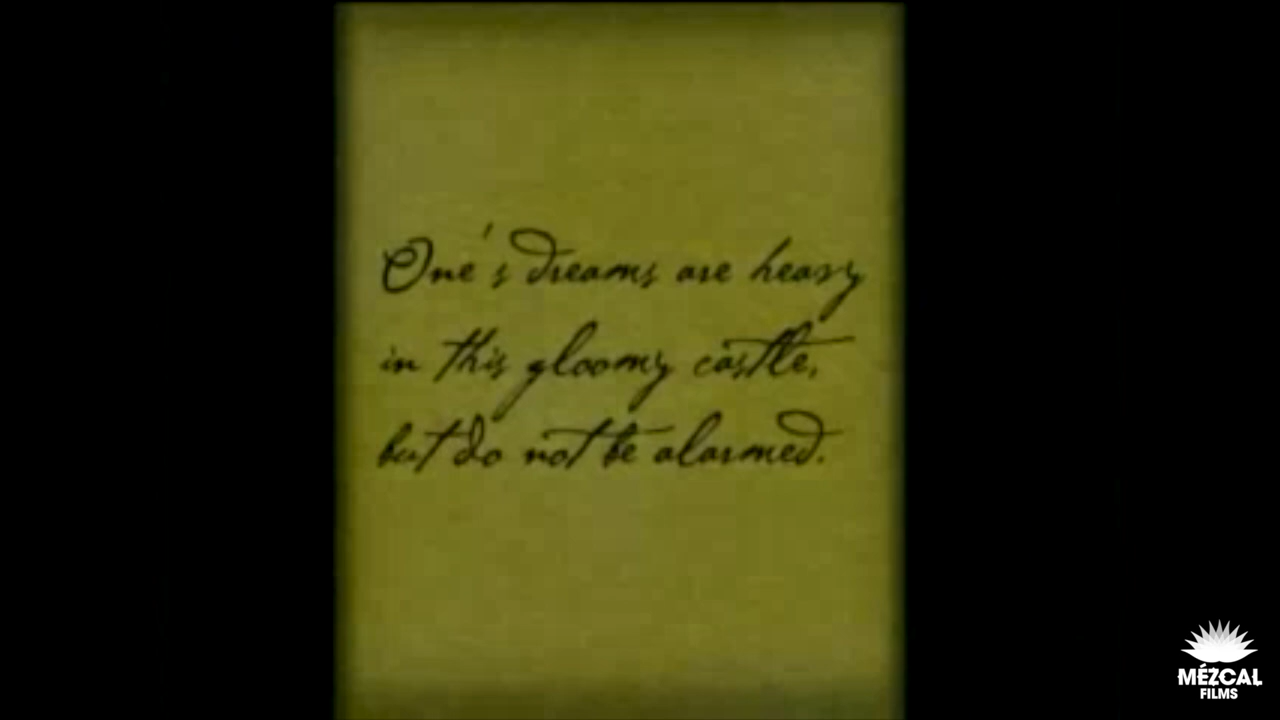 One's dreams are heavy
in this gloomy castle,
but do not be alarmed.
MÉZCAL
FILMS